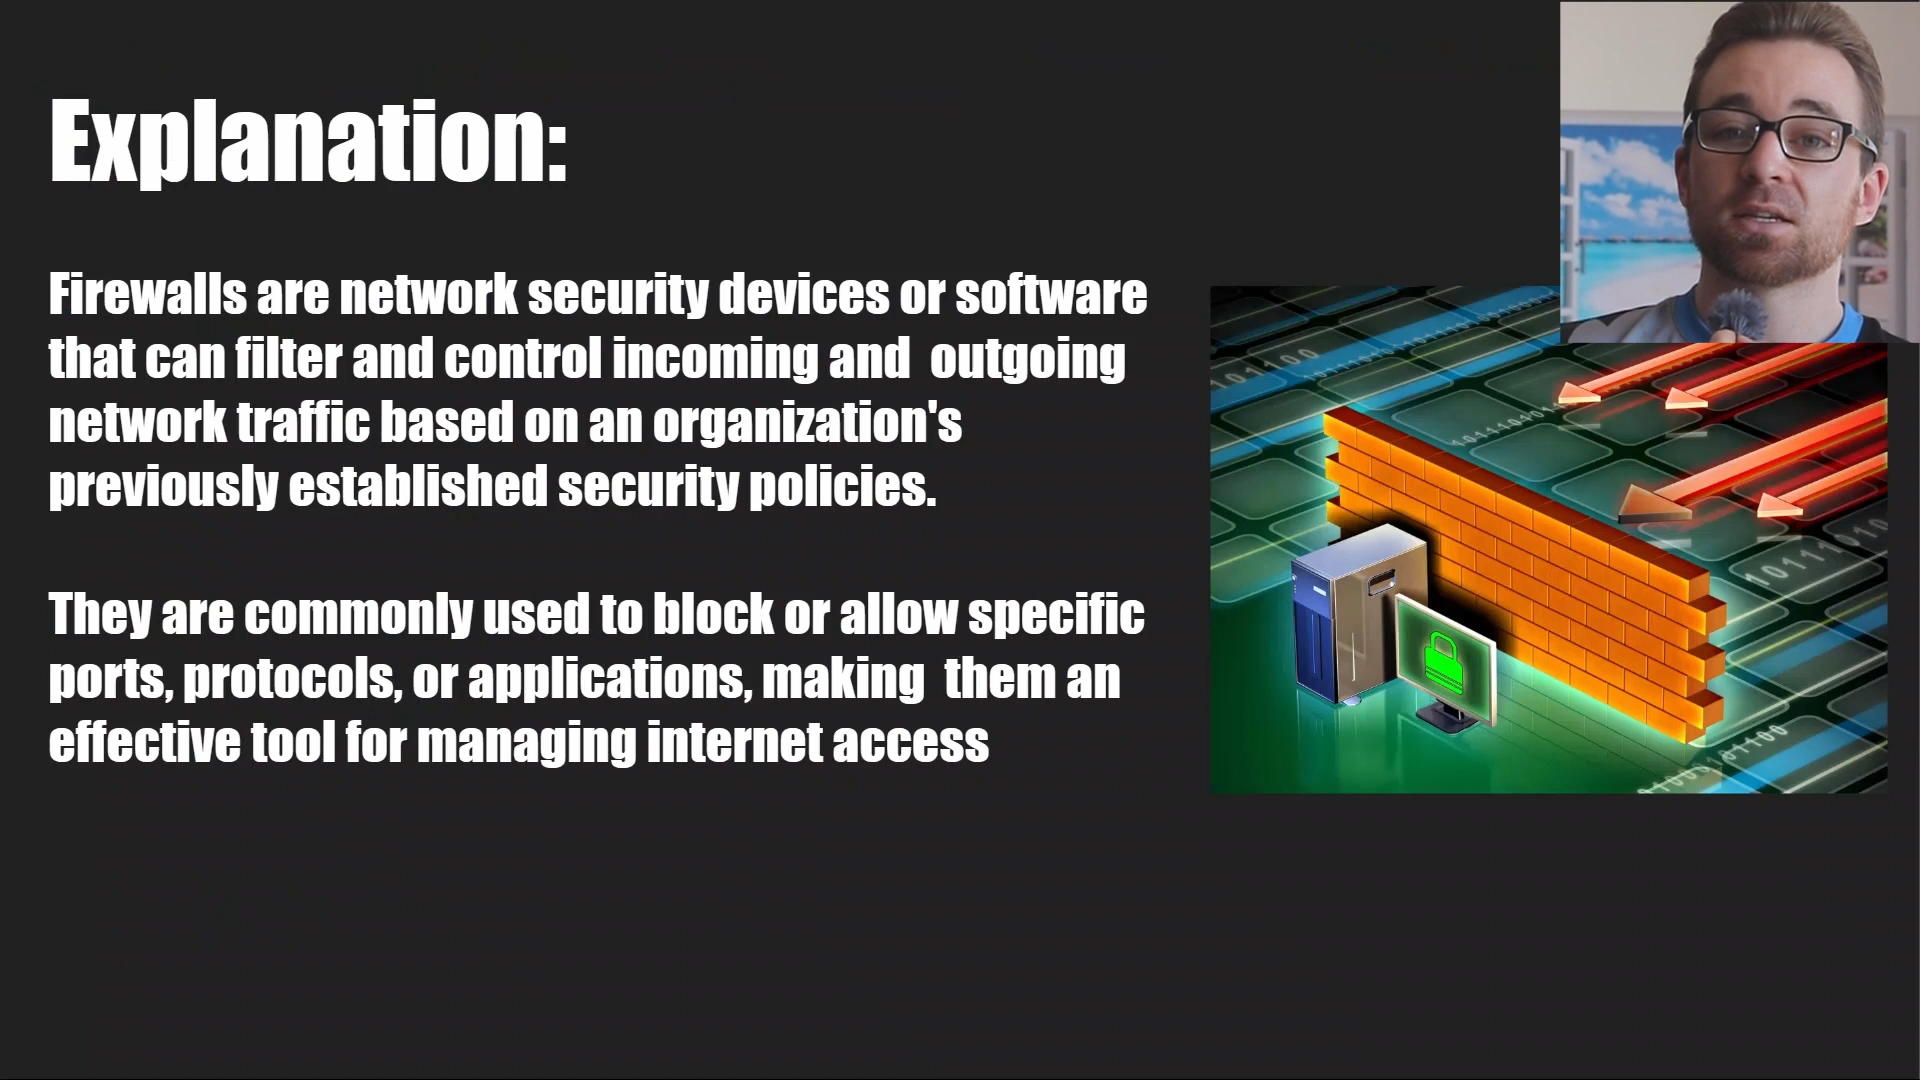 Explanation:
Firewalls are network security devices or software
that can filter and control incoming and  outgoing
network traffic based on an organization's
previously established security policies.
They are commonly used to block or allow specific
ports, protocols, or applications, making  them an
effective tool for managing internet access
101100